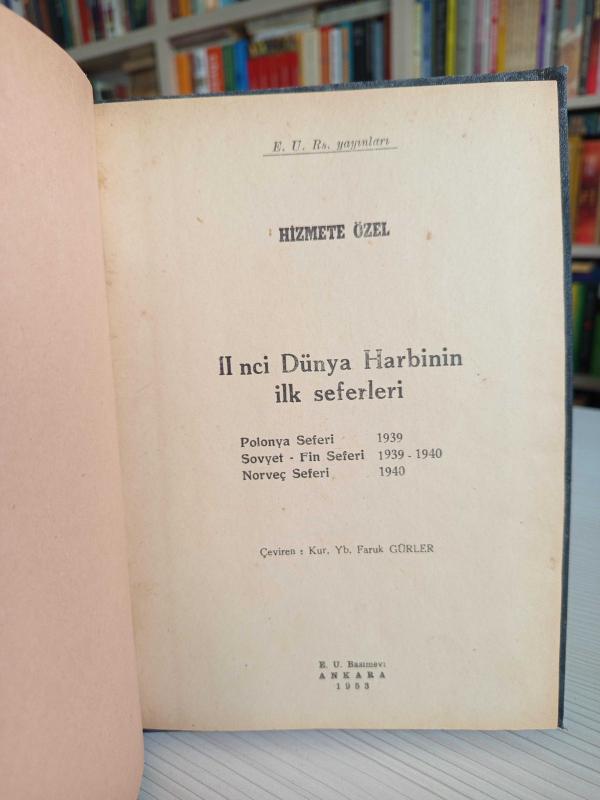 E. U. Rs. yayınları
HİZMETE ÖZEL
II nci Dünya Harbinin
ilk seferleri
Polonya Seferi 1939
Sovyet - Fin Seferi 1939 - 1940
Norveç Seferi 1940
Çeviren : Kur. Yb. Faruk GÜRLER
E. U. Basımevi
ANKARA
1953